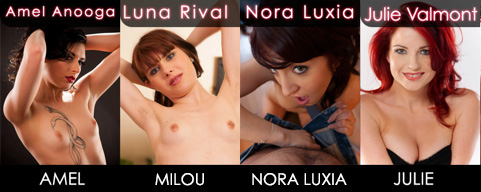 Amel Anooga
Luna Rival
Nora Luxia
Julie Valmont
AMEL
MILOU
NORA LUXIA
JULIE